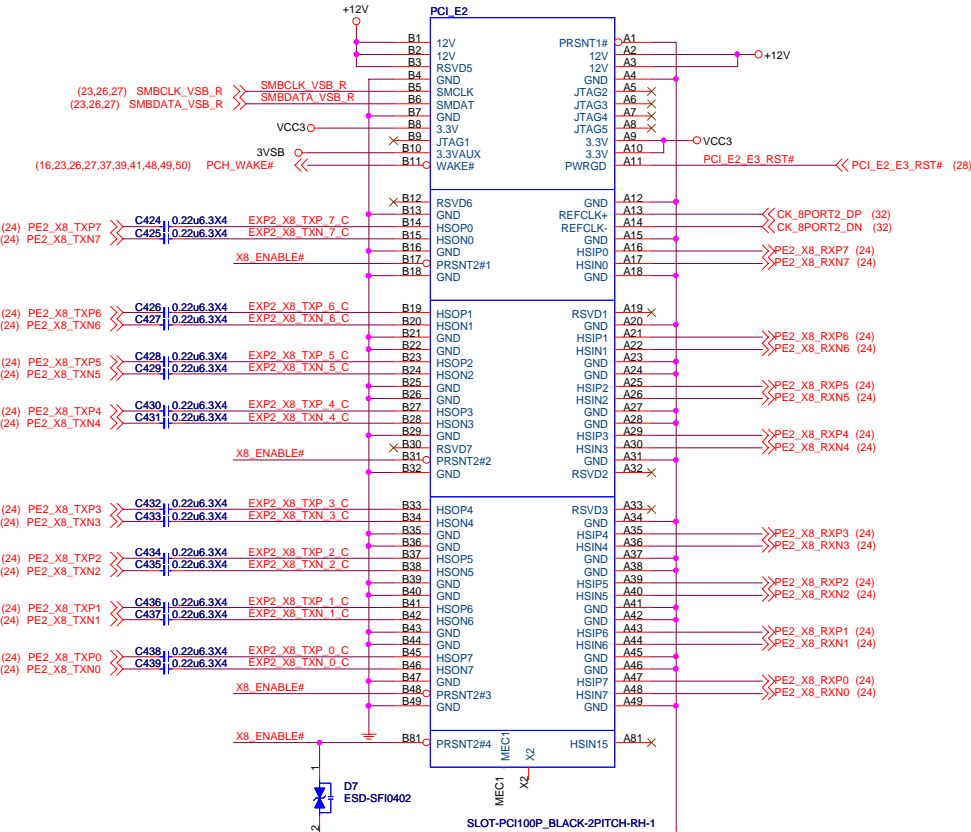 +12V
PCI_E2
B1 12V PRSNT1# A1
B2 12V 12V A2 +12V
B3 RSVD5 12V A3
B4 GND GND A4
(23,26,27) SMBCLK_VSB_R SMBCLK_VSB_R B5 SMCLK JTAG2 A5
(23,26,27) SMBDATA_VSB_R SMBDATA_VSB_R B6 SMDAT JTAG3 A6
B7 GND JTAG4 A7
VCC3 B8 3.3V JTAG5 A8
B9 JTAG1 3.3V A9 VCC3
3VSB B10 3.3VAUX 3.3V A10
(16,23,26,27,37,39,41,48,49,50) PCH_WAKE# B11 WAKE# PWRGD A11 PCI_E2_E3_RST# PCI_E2_E3_RST# (28)
B12 RSVD6 GND A12
B13 GND REFCLK+ A13 CK_8PORT2_DP (32)
(24) PE2_X8_TXP7 C424 0.22u6.3X4 EXP2_X8_TXP_7_C B14 HSOP0 REFCLK- A14 CK_8PORT2_DN (32)
(24) PE2_X8_TXN7 C425 0.22u6.3X4 EXP2_X8_TXN_7_C B15 HSON0 GND A15
B16 GND HSIP0 A16 PE2_X8_RXP7 (24)
X8_ENABLE# B17 PRSNT2#1 HSIN0 A17 PE2_X8_RXN7 (24)
B18 GND GND A18
(24) PE2_X8_TXP6 C426 0.22u6.3X4 EXP2_X8_TXP_6_C B19 HSOP1 RSVD1 A19
(24) PE2_X8_TXN6 C427 0.22u6.3X4 EXP2_X8_TXN_6_C B20 HSON1 GND A20
B21 GND HSIP1 A21 PE2_X8_RXP6 (24)
B22 GND HSIN1 A22 PE2_X8_RXN6 (24)
(24) PE2_X8_TXP5 C428 0.22u6.3X4 EXP2_X8_TXP_5_C B23 HSOP2 GND A23
(24) PE2_X8_TXN5 C429 0.22u6.3X4 EXP2_X8_TXN_5_C B24 HSON2 GND A24
B25 GND HSIP2 A25 PE2_X8_RXP5 (24)
B26 GND HSIN2 A26 PE2_X8_RXN5 (24)
(24) PE2_X8_TXP4 C430 0.22u6.3X4 EXP2_X8_TXP_4_C B27 HSOP3 GND A27
(24) PE2_X8_TXN4 C431 0.22u6.3X4 EXP2_X8_TXN_4_C B28 HSON3 GND A28
B29 GND HSIP3 A29 PE2_X8_RXP4 (24)
B30 RSVD7 HSIN3 A30 PE2_X8_RXN4 (24)
X8_ENABLE# B31 PRSNT2#2 GND A31
B32 GND RSVD2 A32
(24) PE2_X8_TXP3 C432 0.22u6.3X4 EXP2_X8_TXP_3_C B33 HSOP4 RSVD3 A33
(24) PE2_X8_TXN3 C433 0.22u6.3X4 EXP2_X8_TXN_3_C B34 HSON4 GND A34
B35 GND HSIP4 A35 PE2_X8_RXP3 (24)
B36 GND HSIN4 A36 PE2_X8_RXN3 (24)
(24) PE2_X8_TXP2 C434 0.22u6.3X4 EXP2_X8_TXP_2_C B37 HSOP5 GND A37
(24) PE2_X8_TXN2 C435 0.22u6.3X4 EXP2_X8_TXN_2_C B38 HSON5 GND A38
B39 GND HSIP5 A39 PE2_X8_RXP2 (24)
B40 GND HSIN5 A40 PE2_X8_RXN2 (24)
(24) PE2_X8_TXP1 C436 0.22u6.3X4 EXP2_X8_TXP_1_C B41 HSOP6 GND A41
(24) PE2_X8_TXN1 C437 0.22u6.3X4 EXP2_X8_TXN_1_C B42 HSON6 GND A42
B43 GND HSIP6 A43 PE2_X8_RXP1 (24)
B44 GND HSIN6 A44 PE2_X8_RXN1 (24)
(24) PE2_X8_TXP0 C438 0.22u6.3X4 EXP2_X8_TXP_0_C B45 HSOP7 GND A45
(24) PE2_X8_TXN0 C439 0.22u6.3X4 EXP2_X8_TXN_0_C B46 HSON7 GND A46
B47 GND HSIP7 A47 PE2_X8_RXP0 (24)
X8_ENABLE# B48 PRSNT2#3 HSIN7 A48 PE2_X8_RXN0 (24)
B49 GND GND A49
X8_ENABLE# B81 PRSNT2#4 MEC1 X2 HSIN15 A81
1 MEC1 X2
D7
ESD-SFI0402
2
SLOT-PCI100P_BLACK-2PITCH-RH-1